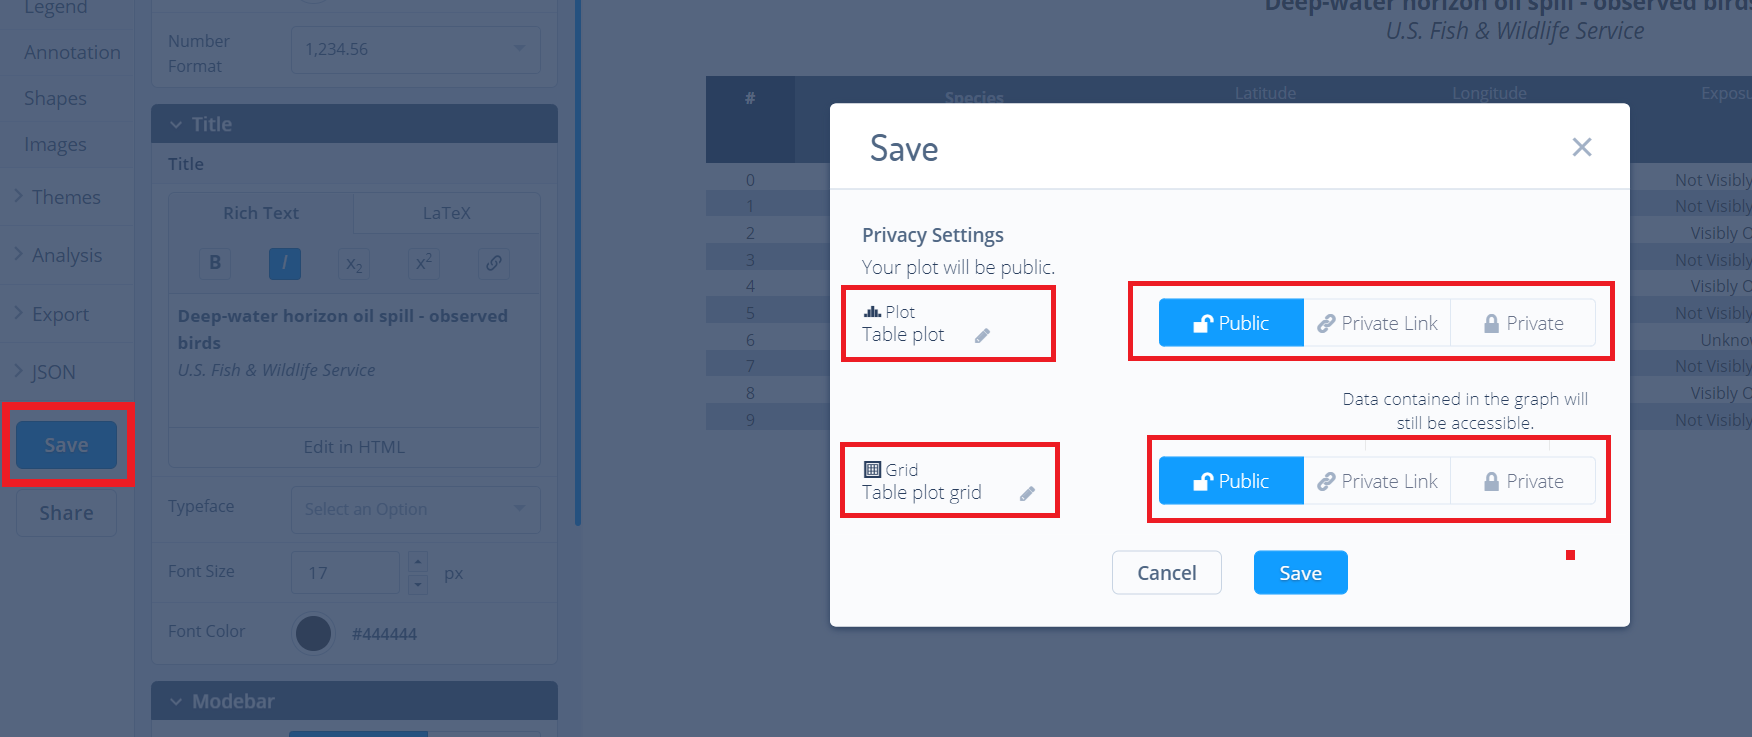 Legend
Annotation
Shapes
Images
Themes
Analysis
Export
JSON
Save
Share
Number
Format
1,234.56
Title
Title
Rich Text
LaTeX
B
I
x2
x2
Deep-water horizon oil spill - observed
birds
U.S. Fish & Wildlife Service
Edit in HTML
Typeface
Select an Option
Font Size
17
px
Font Color
#444444
Modebar
Deep-water horizon oil spill - observed birds
U.S. Fish & Wildlife Service
#
Species
Latitude
Longitude
0
Not Visibly
1
Not Visibly
2
Visibly
3
Not Visibly
4
Visibly
5
Not Visibly
6
7
Not Visibly
8
Visibly
9
Not Visibly
Save
Privacy Settings
Your plot will be public.
Plot
Table plot
Public
Private Link
Private
Data contained in the graph will
still be accessible.
Grid
Table plot grid
Public
Private Link
Private
Cancel
Save